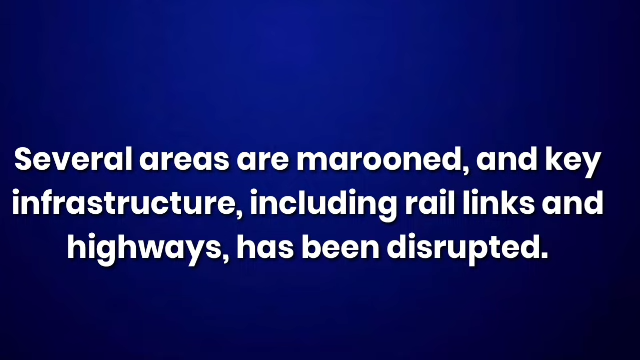 Several areas are marooned, and key
infrastructure, including rail links and
highways, has been disrupted.